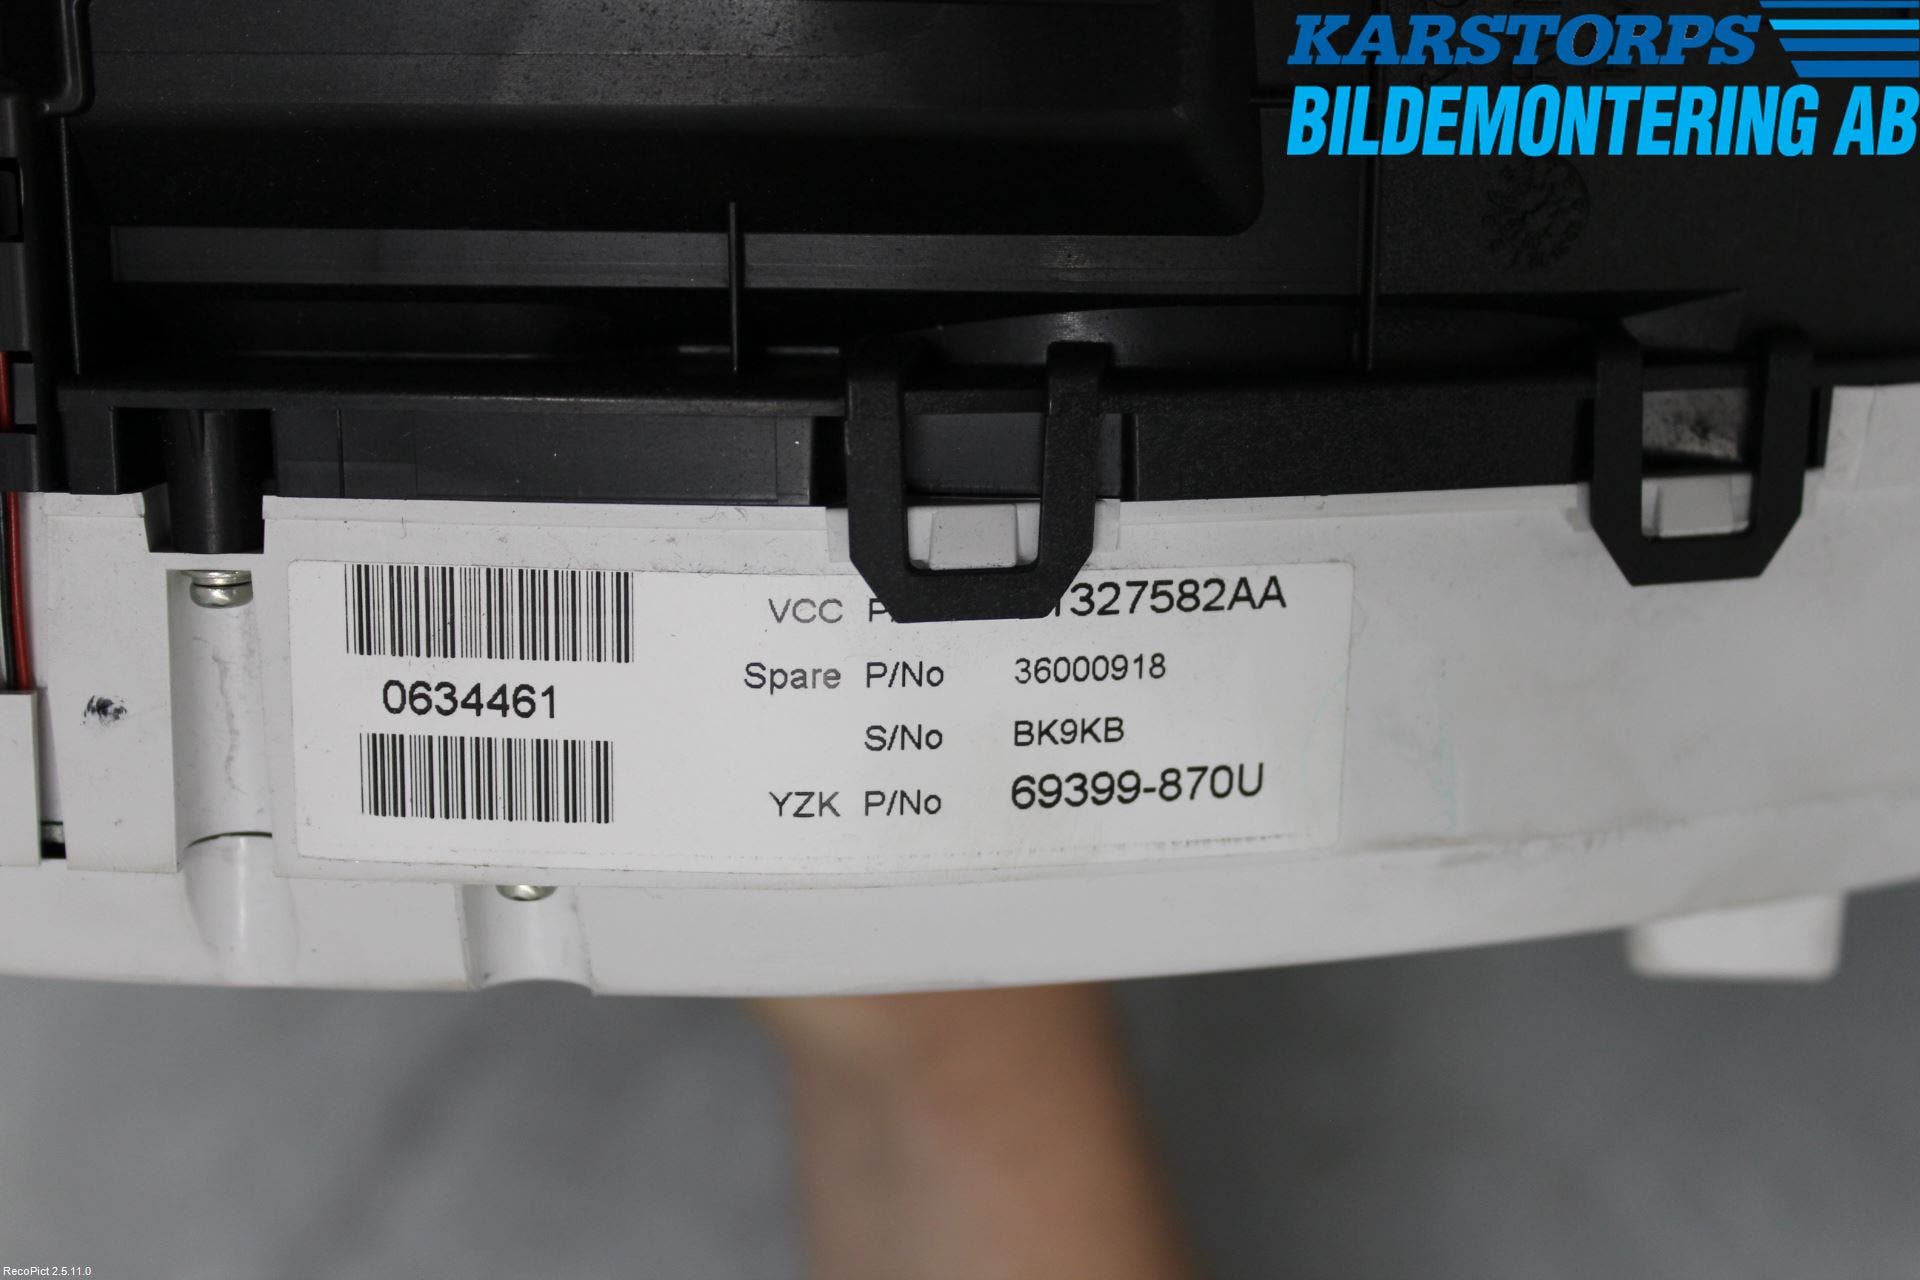 KARSTORPS
BILDEMONTERING AB
VCC 1327582AA
Spare P/No 36000918
0634461
S/No BK9KB
YZK P/No 69399-870U
RecoPict 2.5.11.0